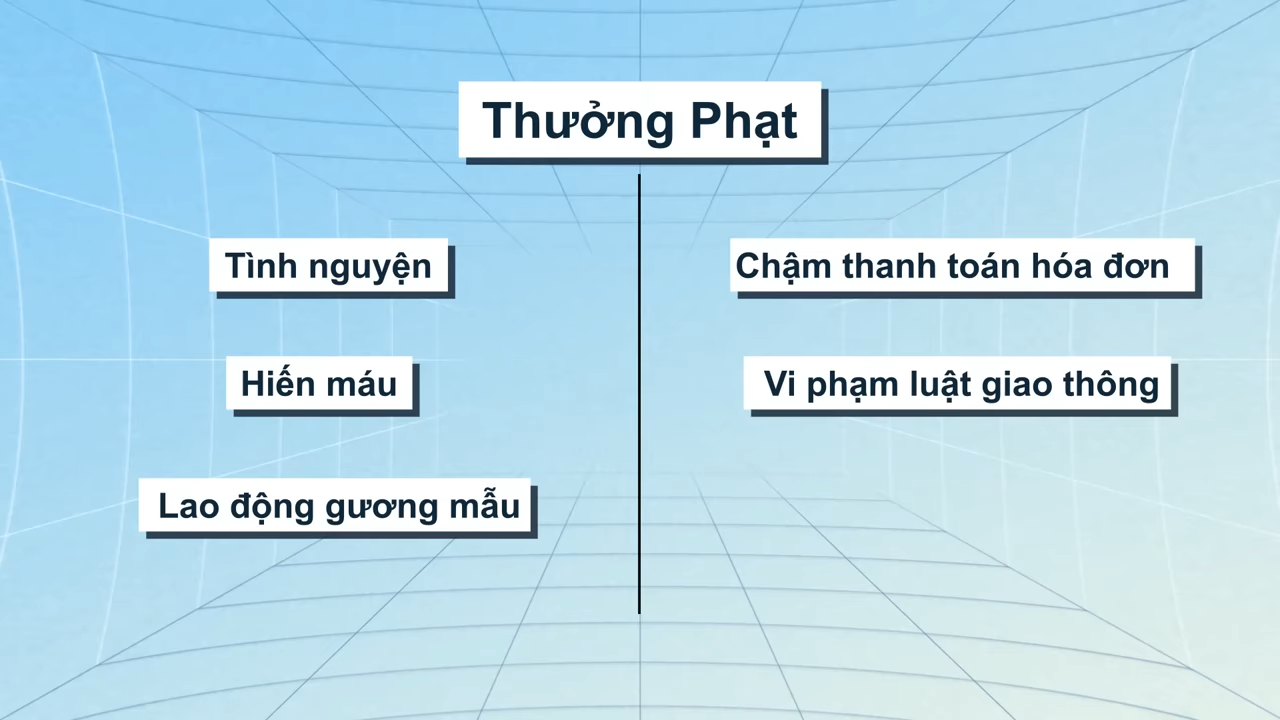 Thưởng Phạt
Tình nguyện
Hiến máu
Lao động gương mẫu
Chậm thanh toán hóa đơn
Vi phạm luật giao thông